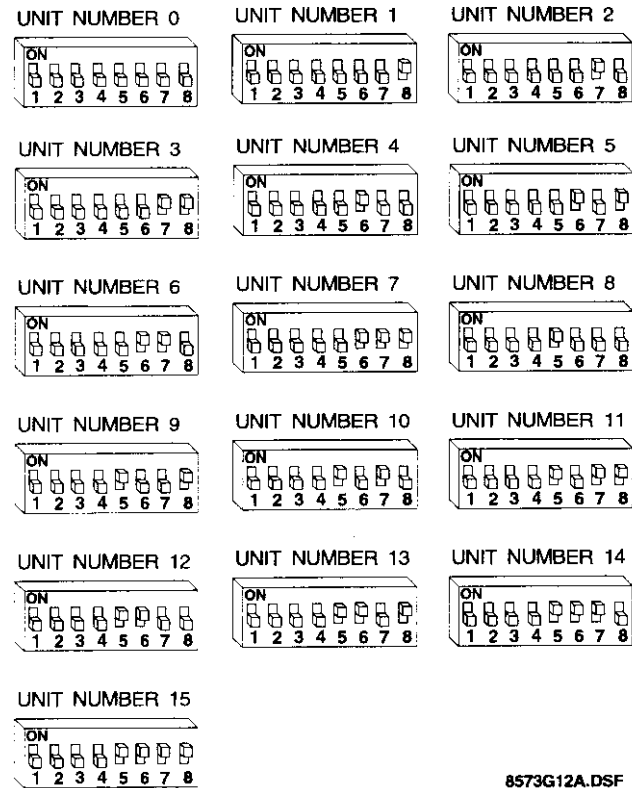 UNIT NUMBER 0
UNIT NUMBER 1
UNIT NUMBER 2
ON
1 2 3 4 5 6 7 8
ON
1 2 3 4 5 6 7 8
ON
1 2 3 4 5 6 7 8
UNIT NUMBER 3
UNIT NUMBER 4
UNIT NUMBER 5
ON
1 2 3 4 5 6 7 8
ON
1 2 3 4 5 6 7 8
ON
1 2 3 4 5 6 7 8
UNIT NUMBER 6
UNIT NUMBER 7
UNIT NUMBER 8
ON
1 2 3 4 5 6 7 8
ON
1 2 3 4 5 6 7 8
ON
1 2 3 4 5 6 7 8
UNIT NUMBER 9
UNIT NUMBER 10
UNIT NUMBER 11
ON
1 2 3 4 5 6 7 8
ON
1 2 3 4 5 6 7 8
ON
1 2 3 4 5 6 7 8
UNIT NUMBER 12
UNIT NUMBER 13
UNIT NUMBER 14
ON
1 2 3 4 5 6 7 8
ON
1 2 3 4 5 6 7 8
ON
1 2 3 4 5 6 7 8
UNIT NUMBER 15
ON
1 2 3 4 5 6 7 8
8573G12A.DSF